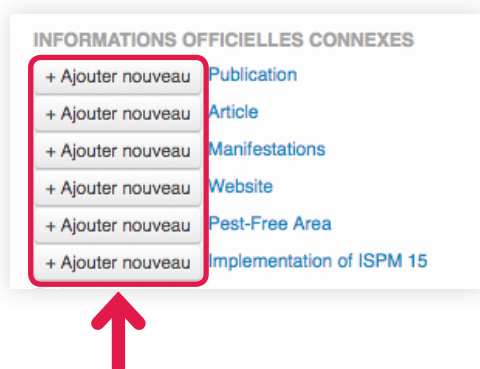 INFORMATIONS OFFICIELLES CONNEXES
+ Ajouter nouveau Publication
+ Ajouter nouveau Article
+ Ajouter nouveau Manifestations
+ Ajouter nouveau Website
+ Ajouter nouveau Pest-Free Area
+ Ajouter nouveau Implementation of ISPM 15